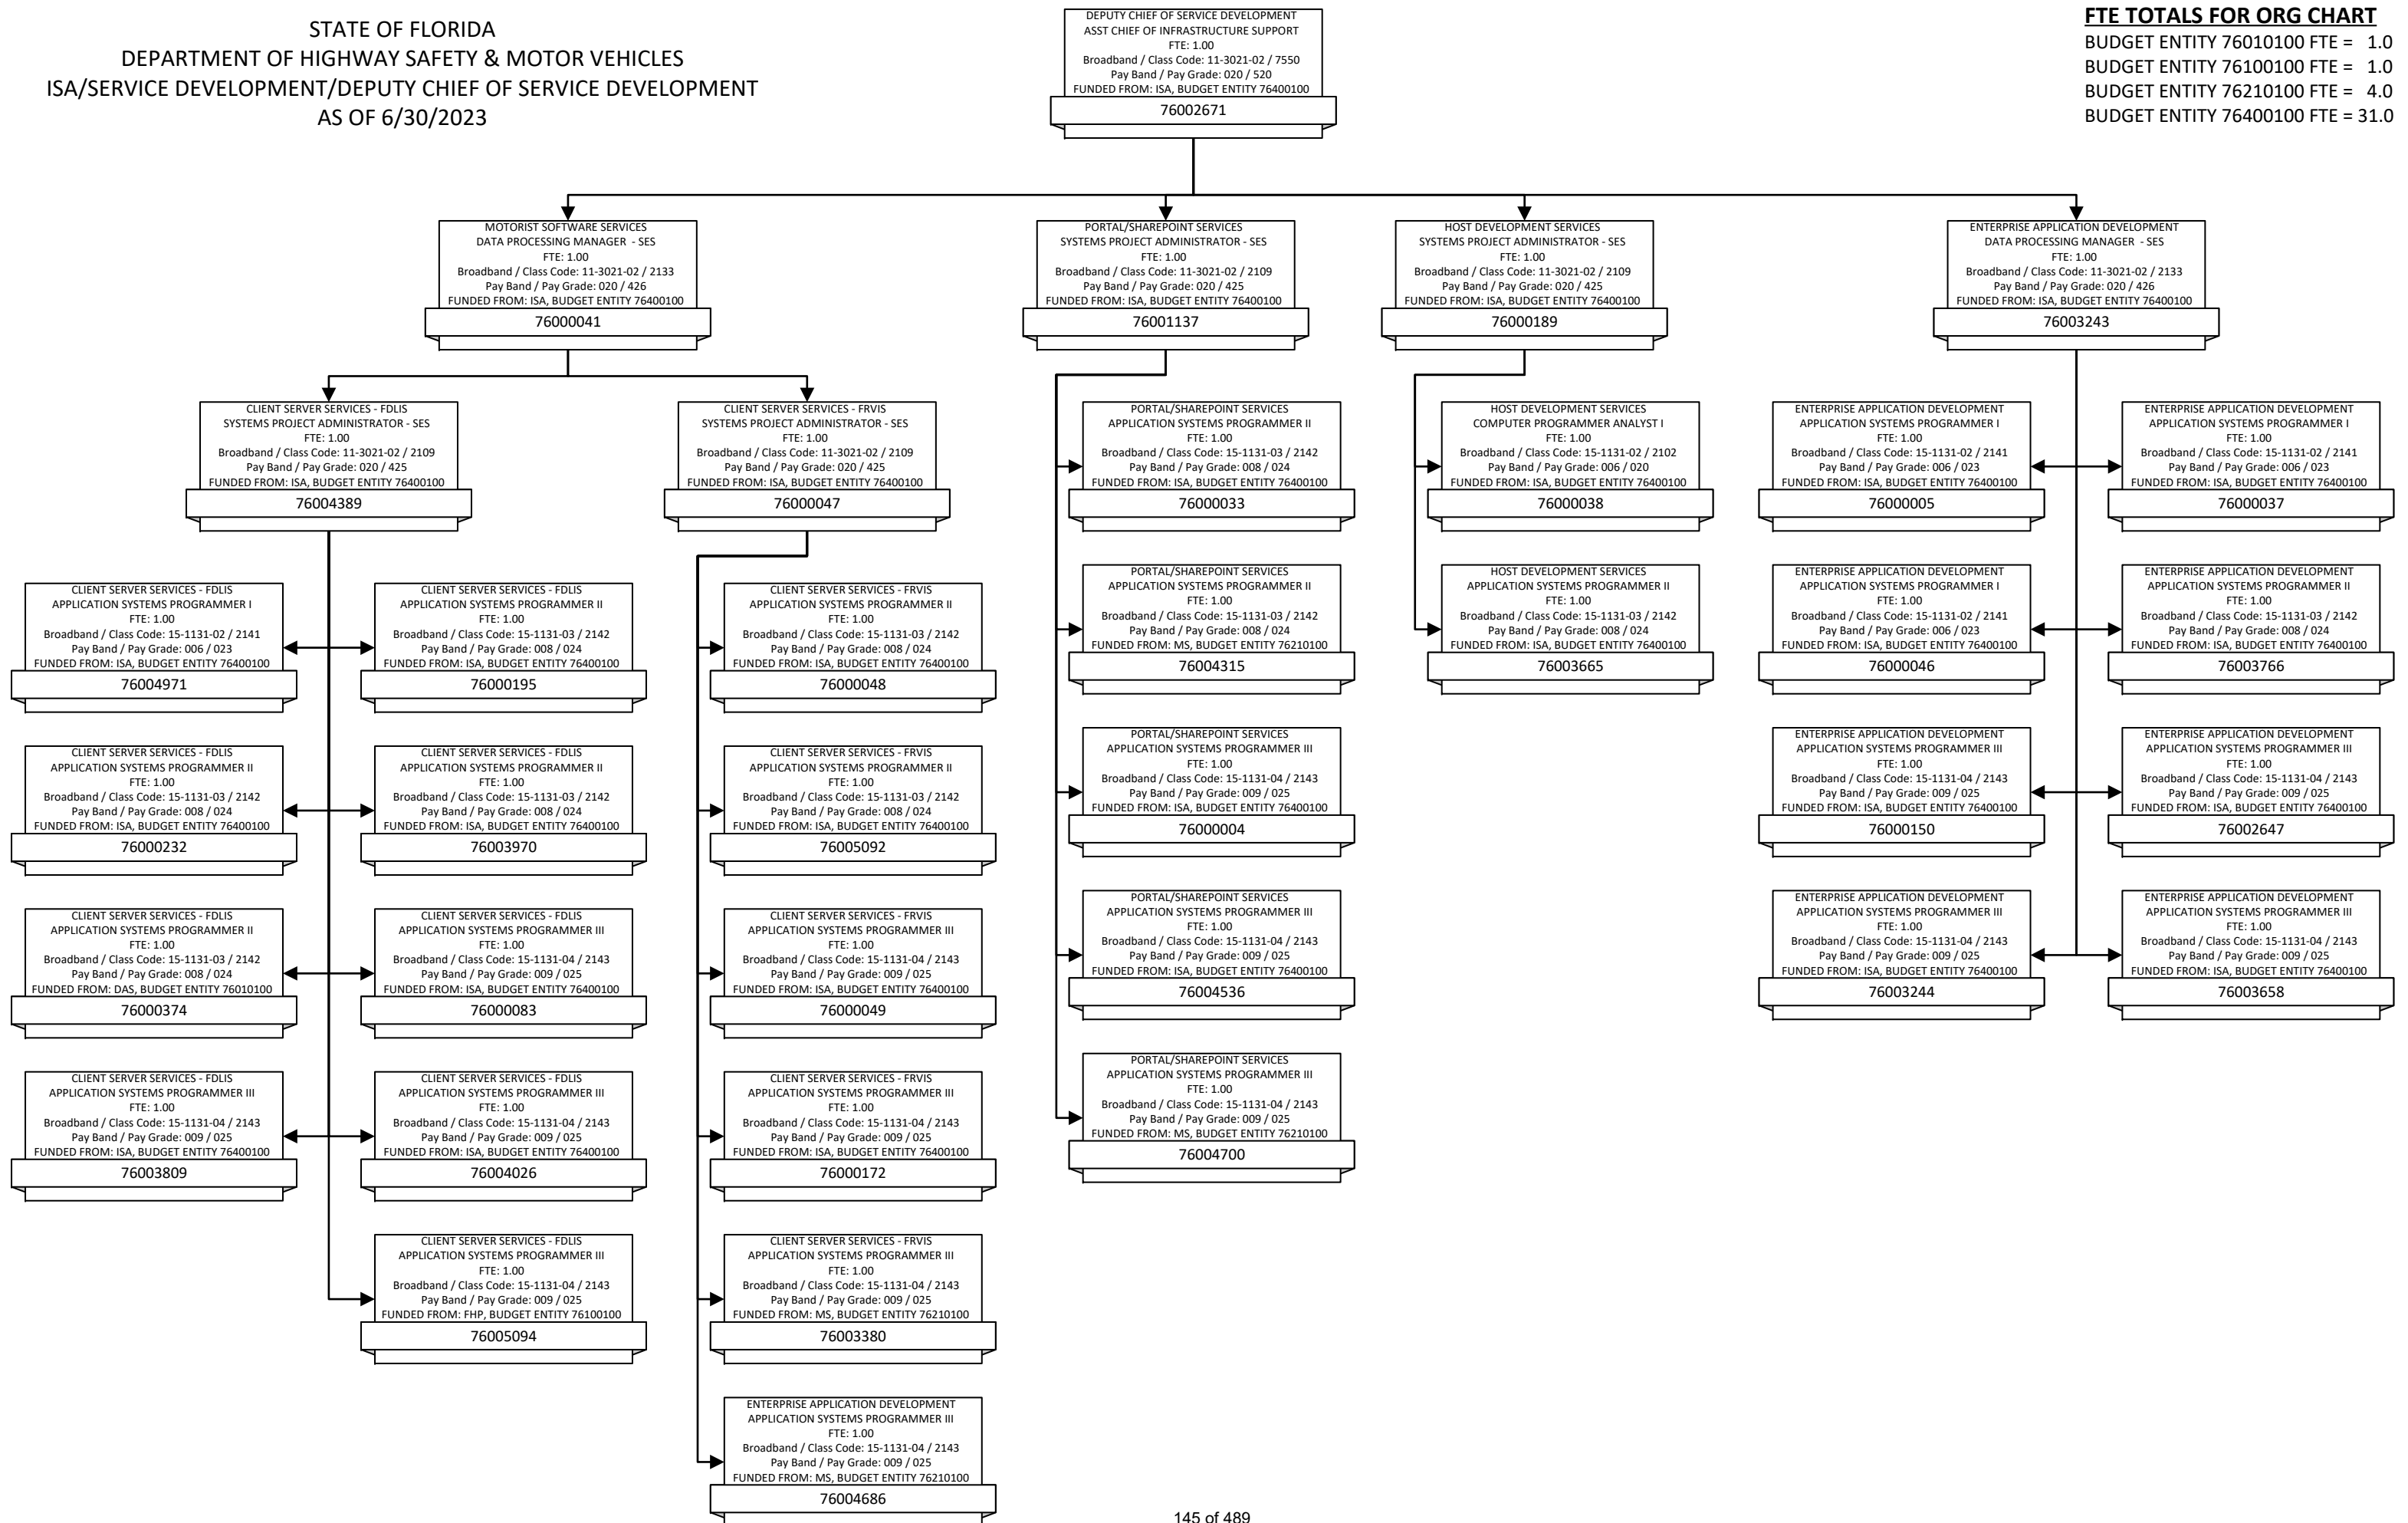 STATE OF FLORIDA
DEPARTMENT OF HIGHWAY SAFETY & MOTOR VEHICLES
ISA/SERVICE DEVELOPMENT/DEPUTY CHIEF OF SERVICE DEVELOPMENT
AS OF 6/30/2023
DEPUTY CHIEF OF SERVICE DEVELOPMENT
ASST CHIEF OF INFRASTRUCTURE SUPPORT
FTE: 1.00
Broadband / Class Code: 11-3021-02 / 7550
Pay Band / Pay Grade: 020 / 520
FUNDED FROM: ISA, BUDGET ENTITY 76400100
76002671
FTE TOTALS FOR ORG CHART
BUDGET ENTITY 76010100 FTE = 1.0
BUDGET ENTITY 76100100 FTE = 1.0
BUDGET ENTITY 76210100 FTE = 4.0
BUDGET ENTITY 76400100 FTE = 31.0
MOTORIST SOFTWARE SERVICES
DATA PROCESSING MANAGER - SES
FTE: 1.00
Broadband / Class Code: 11-3021-02 / 2133
Pay Band / Pay Grade: 020 / 426
FUNDED FROM: ISA, BUDGET ENTITY 76400100
76000041
PORTAL/SHAREPOINT SERVICES
SYSTEMS PROJECT ADMINISTRATOR - SES
FTE: 1.00
Broadband / Class Code: 11-3021-02 / 2109
Pay Band / Pay Grade: 020 / 425
FUNDED FROM: ISA, BUDGET ENTITY 76400100
76001137
HOST DEVELOPMENT SERVICES
SYSTEMS PROJECT ADMINISTRATOR - SES
FTE: 1.00
Broadband / Class Code: 11-3021-02 / 2109
Pay Band / Pay Grade: 020 / 425
FUNDED FROM: ISA, BUDGET ENTITY 76400100
76000189
ENTERPRISE APPLICATION DEVELOPMENT
DATA PROCESSING MANAGER - SES
FTE: 1.00
Broadband / Class Code: 11-3021-02 / 2133
Pay Band / Pay Grade: 020 / 426
FUNDED FROM: ISA, BUDGET ENTITY 76400100
76003243
CLIENT SERVER SERVICES - FDLIS
SYSTEMS PROJECT ADMINISTRATOR - SES
FTE: 1.00
Broadband / Class Code: 11-3021-02 / 2109
Pay Band / Pay Grade: 020 / 425
FUNDED FROM: ISA, BUDGET ENTITY 76400100
76004389
CLIENT SERVER SERVICES - FRVIS
SYSTEMS PROJECT ADMINISTRATOR - SES
FTE: 1.00
Broadband / Class Code: 11-3021-02 / 2109
Pay Band / Pay Grade: 020 / 425
FUNDED FROM: ISA, BUDGET ENTITY 76400100
76000047
PORTAL/SHAREPOINT SERVICES
APPLICATION SYSTEMS PROGRAMMER II
FTE: 1.00
Broadband / Class Code: 15-1131-03 / 2142
Pay Band / Pay Grade: 008 / 024
FUNDED FROM: ISA, BUDGET ENTITY 76400100
76000033
HOST DEVELOPMENT SERVICES
COMPUTER PROGRAMMER ANALYST I
FTE: 1.00
Broadband / Class Code: 15-1131-02 / 2102
Pay Band / Pay Grade: 006 / 020
FUNDED FROM: ISA, BUDGET ENTITY 76400100
76000038
ENTERPRISE APPLICATION DEVELOPMENT
APPLICATION SYSTEMS PROGRAMMER I
FTE: 1.00
Broadband / Class Code: 15-1131-02 / 2141
Pay Band / Pay Grade: 006 / 023
FUNDED FROM: ISA, BUDGET ENTITY 76400100
76000005
ENTERPRISE APPLICATION DEVELOPMENT
APPLICATION SYSTEMS PROGRAMMER I
FTE: 1.00
Broadband / Class Code: 15-1131-02 / 2141
Pay Band / Pay Grade: 006 / 023
FUNDED FROM: ISA, BUDGET ENTITY 76400100
76000037
CLIENT SERVER SERVICES - FDLIS
APPLICATION SYSTEMS PROGRAMMER I
FTE: 1.00
Broadband / Class Code: 15-1131-02 / 2141
Pay Band / Pay Grade: 006 / 023
FUNDED FROM: ISA, BUDGET ENTITY 76400100
76004971
CLIENT SERVER SERVICES - FDLIS
APPLICATION SYSTEMS PROGRAMMER II
FTE: 1.00
Broadband / Class Code: 15-1131-03 / 2142
Pay Band / Pay Grade: 008 / 024
FUNDED FROM: ISA, BUDGET ENTITY 76400100
76000195
CLIENT SERVER SERVICES - FRVIS
APPLICATION SYSTEMS PROGRAMMER II
FTE: 1.00
Broadband / Class Code: 15-1131-03 / 2142
Pay Band / Pay Grade: 008 / 024
FUNDED FROM: ISA, BUDGET ENTITY 76400100
76000048
PORTAL/SHAREPOINT SERVICES
APPLICATION SYSTEMS PROGRAMMER II
FTE: 1.00
Broadband / Class Code: 15-1131-03 / 2142
Pay Band / Pay Grade: 008 / 024
FUNDED FROM: MS, BUDGET ENTITY 76210100
76004315
HOST DEVELOPMENT SERVICES
APPLICATION SYSTEMS PROGRAMMER II
FTE: 1.00
Broadband / Class Code: 15-1131-03 / 2142
Pay Band / Pay Grade: 008 / 024
FUNDED FROM: ISA, BUDGET ENTITY 76400100
76003665
ENTERPRISE APPLICATION DEVELOPMENT
APPLICATION SYSTEMS PROGRAMMER I
FTE: 1.00
Broadband / Class Code: 15-1131-02 / 2141
Pay Band / Pay Grade: 006 / 023
FUNDED FROM: ISA, BUDGET ENTITY 76400100
76000046
ENTERPRISE APPLICATION DEVELOPMENT
APPLICATION SYSTEMS PROGRAMMER II
FTE: 1.00
Broadband / Class Code: 15-1131-03 / 2142
Pay Band / Pay Grade: 008 / 024
FUNDED FROM: ISA, BUDGET ENTITY 76400100
76003766
CLIENT SERVER SERVICES - FDLIS
APPLICATION SYSTEMS PROGRAMMER II
FTE: 1.00
Broadband / Class Code: 15-1131-03 / 2142
Pay Band / Pay Grade: 008 / 024
FUNDED FROM: ISA, BUDGET ENTITY 76400100
76000232
CLIENT SERVER SERVICES - FDLIS
APPLICATION SYSTEMS PROGRAMMER II
FTE: 1.00
Broadband / Class Code: 15-1131-03 / 2142
Pay Band / Pay Grade: 008 / 024
FUNDED FROM: ISA, BUDGET ENTITY 76400100
76003970
CLIENT SERVER SERVICES - FRVIS
APPLICATION SYSTEMS PROGRAMMER II
FTE: 1.00
Broadband / Class Code: 15-1131-03 / 2142
Pay Band / Pay Grade: 008 / 024
FUNDED FROM: ISA, BUDGET ENTITY 76400100
76005092
PORTAL/SHAREPOINT SERVICES
APPLICATION SYSTEMS PROGRAMMER III
FTE: 1.00
Broadband / Class Code: 15-1131-04 / 2143
Pay Band / Pay Grade: 009 / 025
FUNDED FROM: ISA, BUDGET ENTITY 76400100
76000004
ENTERPRISE APPLICATION DEVELOPMENT
APPLICATION SYSTEMS PROGRAMMER III
FTE: 1.00
Broadband / Class Code: 15-1131-04 / 2143
Pay Band / Pay Grade: 009 / 025
FUNDED FROM: ISA, BUDGET ENTITY 76400100
76000150
ENTERPRISE APPLICATION DEVELOPMENT
APPLICATION SYSTEMS PROGRAMMER III
FTE: 1.00
Broadband / Class Code: 15-1131-04 / 2143
Pay Band / Pay Grade: 009 / 025
FUNDED FROM: ISA, BUDGET ENTITY 76400100
76002647
CLIENT SERVER SERVICES - FDLIS
APPLICATION SYSTEMS PROGRAMMER II
FTE: 1.00
Broadband / Class Code: 15-1131-03 / 2142
Pay Band / Pay Grade: 008 / 024
FUNDED FROM: DAS, BUDGET ENTITY 76010100
76000374
CLIENT SERVER SERVICES - FDLIS
APPLICATION SYSTEMS PROGRAMMER III
FTE: 1.00
Broadband / Class Code: 15-1131-04 / 2143
Pay Band / Pay Grade: 009 / 025
FUNDED FROM: ISA, BUDGET ENTITY 76400100
76000083
CLIENT SERVER SERVICES - FRVIS
APPLICATION SYSTEMS PROGRAMMER III
FTE: 1.00
Broadband / Class Code: 15-1131-04 / 2143
Pay Band / Pay Grade: 009 / 025
FUNDED FROM: ISA, BUDGET ENTITY 76400100
76000049
PORTAL/SHAREPOINT SERVICES
APPLICATION SYSTEMS PROGRAMMER III
FTE: 1.00
Broadband / Class Code: 15-1131-04 / 2143
Pay Band / Pay Grade: 009 / 025
FUNDED FROM: ISA, BUDGET ENTITY 76400100
76004536
ENTERPRISE APPLICATION DEVELOPMENT
APPLICATION SYSTEMS PROGRAMMER III
FTE: 1.00
Broadband / Class Code: 15-1131-04 / 2143
Pay Band / Pay Grade: 009 / 025
FUNDED FROM: ISA, BUDGET ENTITY 76400100
76003244
ENTERPRISE APPLICATION DEVELOPMENT
APPLICATION SYSTEMS PROGRAMMER III
FTE: 1.00
Broadband / Class Code: 15-1131-04 / 2143
Pay Band / Pay Grade: 009 / 025
FUNDED FROM: ISA, BUDGET ENTITY 76400100
76003658
CLIENT SERVER SERVICES - FDLIS
APPLICATION SYSTEMS PROGRAMMER III
FTE: 1.00
Broadband / Class Code: 15-1131-04 / 2143
Pay Band / Pay Grade: 009 / 025
FUNDED FROM: ISA, BUDGET ENTITY 76400100
76003809
CLIENT SERVER SERVICES - FDLIS
APPLICATION SYSTEMS PROGRAMMER III
FTE: 1.00
Broadband / Class Code: 15-1131-04 / 2143
Pay Band / Pay Grade: 009 / 025
FUNDED FROM: ISA, BUDGET ENTITY 76400100
76004026
CLIENT SERVER SERVICES - FRVIS
APPLICATION SYSTEMS PROGRAMMER III
FTE: 1.00
Broadband / Class Code: 15-1131-04 / 2143
Pay Band / Pay Grade: 009 / 025
FUNDED FROM: ISA, BUDGET ENTITY 76400100
76000172
PORTAL/SHAREPOINT SERVICES
APPLICATION SYSTEMS PROGRAMMER III
FTE: 1.00
Broadband / Class Code: 15-1131-04 / 2143
Pay Band / Pay Grade: 009 / 025
FUNDED FROM: MS, BUDGET ENTITY 76210100
76004700
CLIENT SERVER SERVICES - FDLIS
APPLICATION SYSTEMS PROGRAMMER III
FTE: 1.00
Broadband / Class Code: 15-1131-04 / 2143
Pay Band / Pay Grade: 009 / 025
FUNDED FROM: FHP, BUDGET ENTITY 76100100
76005094
CLIENT SERVER SERVICES - FRVIS
APPLICATION SYSTEMS PROGRAMMER III
FTE: 1.00
Broadband / Class Code: 15-1131-04 / 2143
Pay Band / Pay Grade: 009 / 025
FUNDED FROM: MS, BUDGET ENTITY 76210100
76003380
ENTERPRISE APPLICATION DEVELOPMENT
APPLICATION SYSTEMS PROGRAMMER III
FTE: 1.00
Broadband / Class Code: 15-1131-04 / 2143
Pay Band / Pay Grade: 009 / 025
FUNDED FROM: MS, BUDGET ENTITY 76210100
76004686
145 of 489